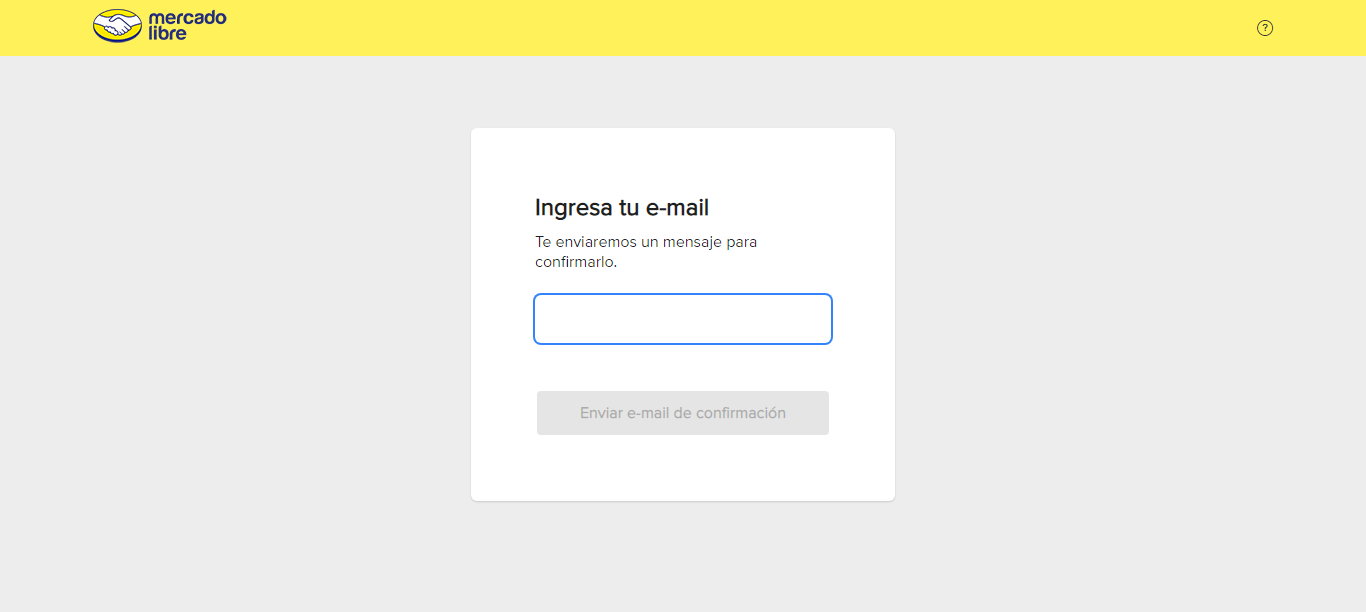 mercado
libre
?
Ingresa tu e-mail
Te enviaremos un mensaje para
confirmarlo.
Enviar e-mail de confirmación